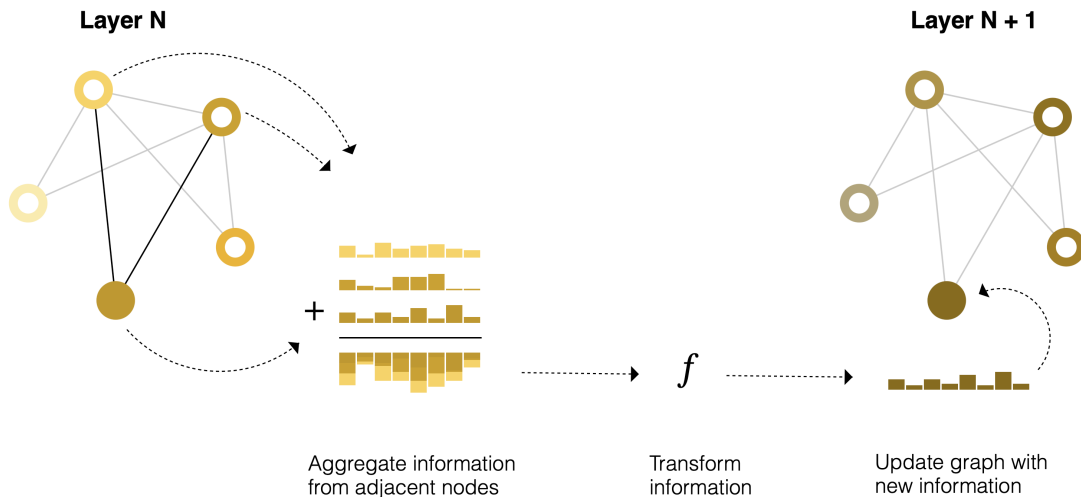 Layer N
Layer N + 1
+
f
Aggregate information
from adjacent nodes
Transform
information
Update graph with
new information